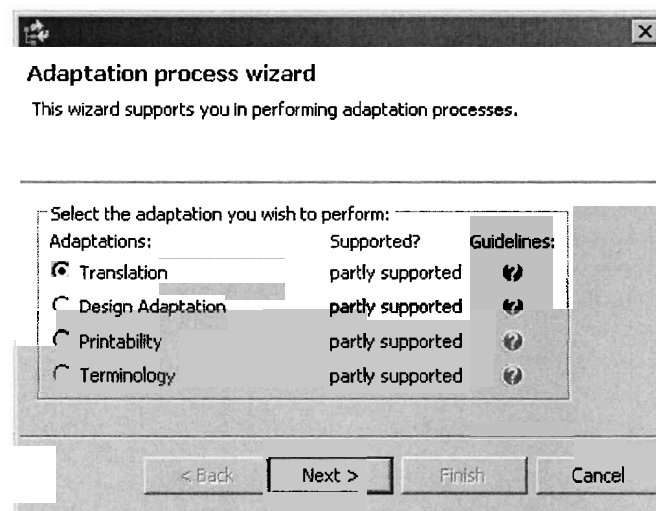 Adaptation process wizard
This wizard supports you in performing adaptation processes.
Select the adaptation you wish to perform:
Adaptations: Supported? Guidelines:
Translation partly supported ?
Design Adaptation partly supported ?
Printability partly supported ?
Terminology partly supported ?
< Back Next > Finish Cancel